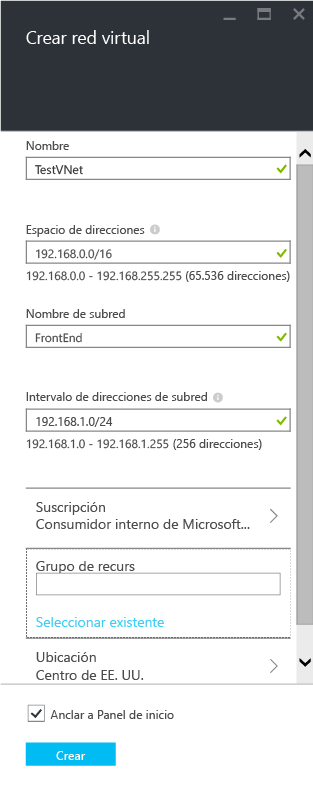 Crear red virtual
Nombre
TestVNet
Espacio de direcciones
192.168.0.0/16
192.168.0.0 - 192.168.255.255 (65.536 direcciones)
Nombre de subred
FrontEnd
Intervalo de direcciones de subred
192.168.1.0/24
192.168.1.0 - 192.168.1.255 (256 direcciones)
Suscripción
Consumidor interno de Microsoft...
Grupo de recurs
Seleccionar existente
Ubicación
Centro de EE. UU.
Anclar a Panel de inicio
Crear